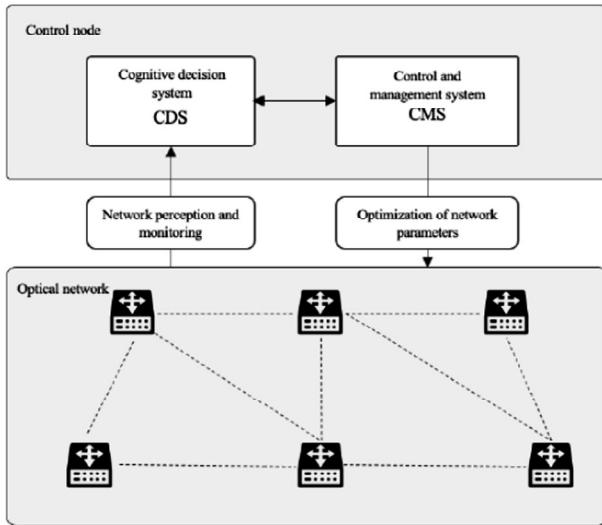 Control node
Cognitive decision
system
CDS
Control and
management system
CMS
Network perception and
monitoring
Optimization of network
parameters
Optical network